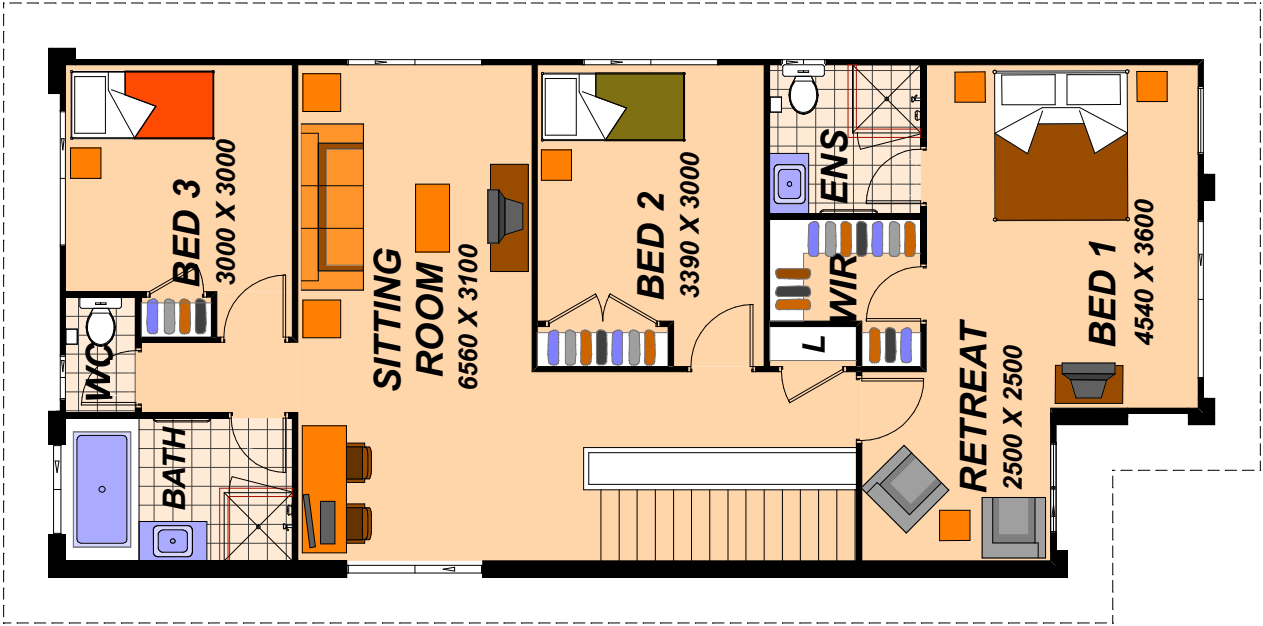 BED 3
3000 X 3000
WC
BATH
SITTING
ROOM
6560 X 3100
BED 2
3390 X 3000
ENS
WIR
L
RETREAT
2500 X 2500
BED 1
4540 X 3600